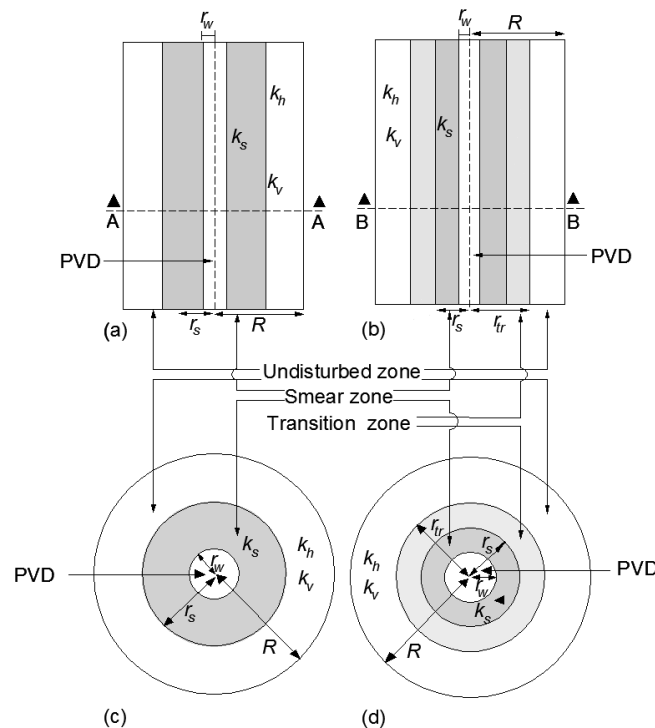 r_w
r_w
R
k_h
k_s
k_v
k_h
k_v
k_s
A
A
B
B
PVD
PVD
(a)
r_s
R
(b)
r_s
r_tr
Undisturbed zone
Smear zone
Transition zone
k_s
k_h
k_v
r_w
PVD
r_s
R
(c)
r_tr
r_s
k_h
k_v
r_w
PVD
k_s
R
(d)